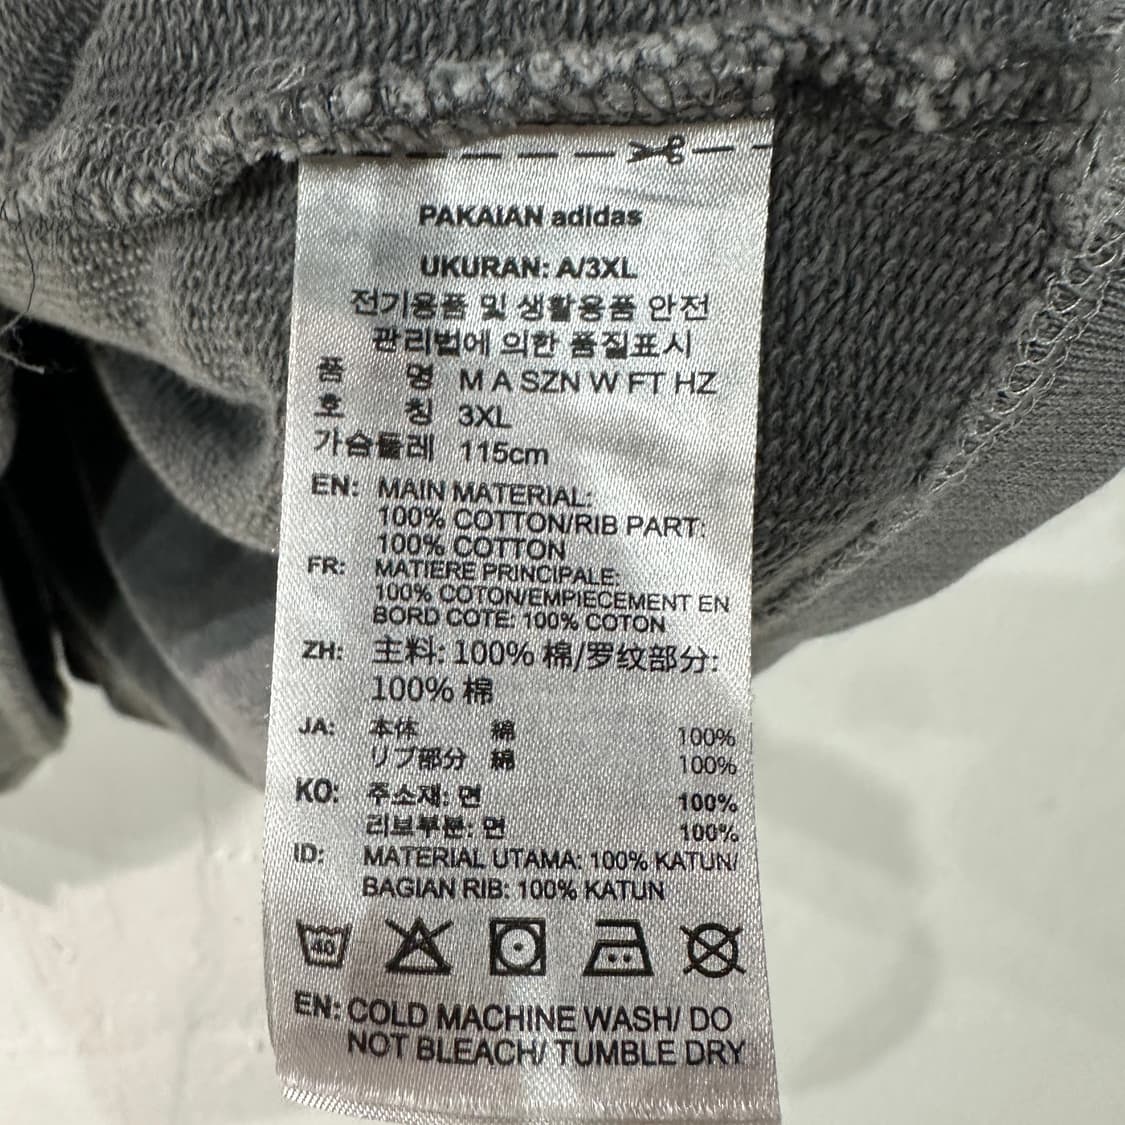 PAKAIAN adidas
UKURAN: A/3XL
전기용품 및 생활용품 안전
관리법에 의한 품질표시
품 명 M A SZN W FT HZ
호 칭 3XL
가슴둘레 115cm
EN: MAIN MATERIAL:
100% COTTON/RIB PART:
100% COTTON
FR: MATIERE PRINCIPALE:
100% COTON/EMPIECEMENT EN
BORD COTE: 100% COTON
ZH: 主料: 100% 棉/罗纹部分:
100% 棉
JA: 本体 綿 100%
リブ部分 綿 100%
KO: 주소재: 면 100%
리브부분: 면 100%
ID: MATERIAL UTAMA: 100% KATUN/
BAGIAN RIB: 100% KATUN
40
EN: COLD MACHINE WASH/ DO
NOT BLEACH/ TUMBLE DRY